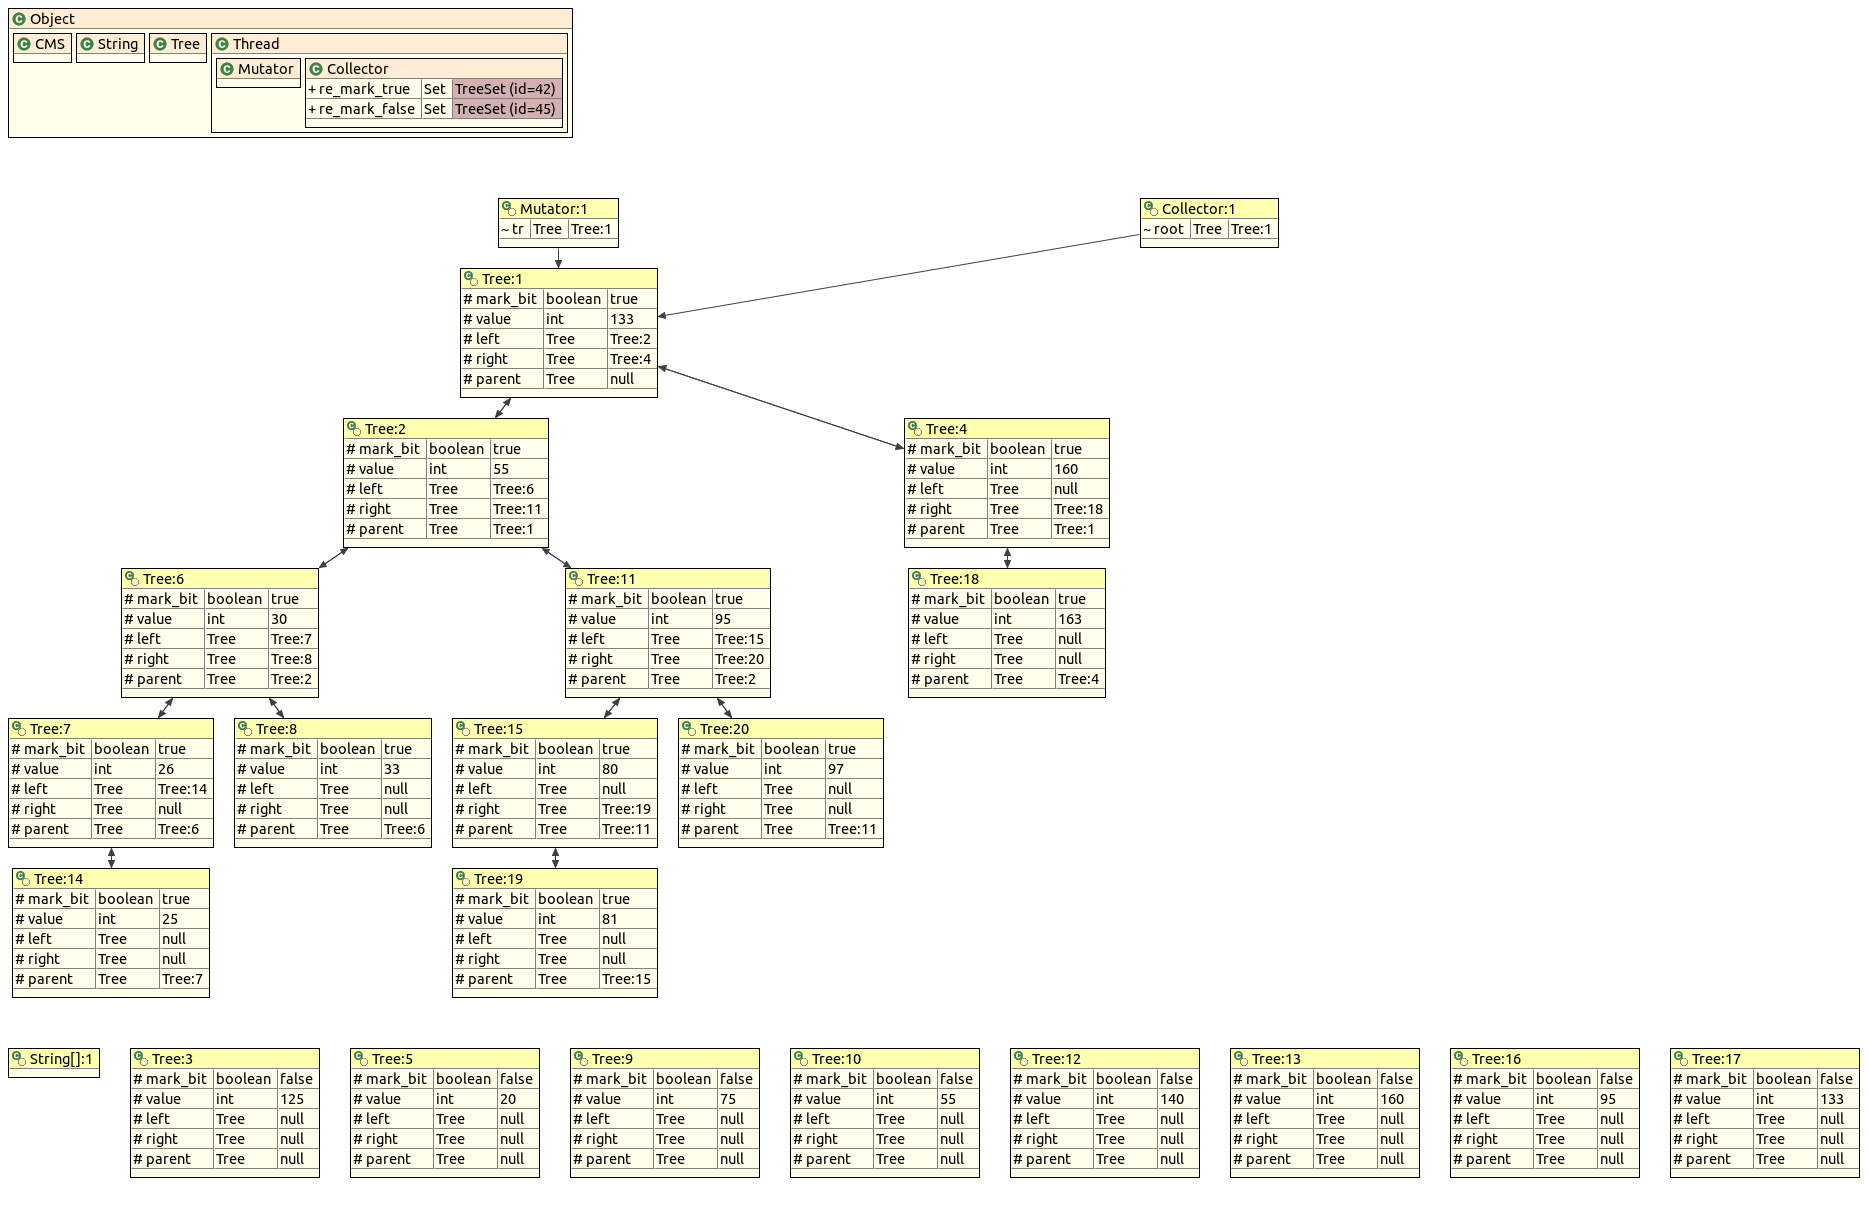 Object
CMS String Tree Thread
Mutator Collector
+ re_mark_true Set TreeSet (id=42)
+ re_mark_false Set TreeSet (id=45)
Mutator:1
~ tr Tree Tree:1
Collector:1
~ root Tree Tree:1
Tree:1
# mark_bit boolean true
# value int 133
# left Tree Tree:2
# right Tree Tree:4
# parent Tree null
Tree:2
# mark_bit boolean true
# value int 55
# left Tree Tree:6
# right Tree Tree:11
# parent Tree Tree:1
Tree:4
# mark_bit boolean true
# value int 160
# left Tree null
# right Tree Tree:18
# parent Tree Tree:1
Tree:6
# mark_bit boolean true
# value int 30
# left Tree Tree:7
# right Tree Tree:8
# parent Tree Tree:2
Tree:11
# mark_bit boolean true
# value int 95
# left Tree Tree:15
# right Tree Tree:20
# parent Tree Tree:2
Tree:18
# mark_bit boolean true
# value int 163
# left Tree null
# right Tree null
# parent Tree Tree:4
Tree:7
# mark_bit boolean true
# value int 26
# left Tree Tree:14
# right Tree null
# parent Tree Tree:6
Tree:8
# mark_bit boolean true
# value int 33
# left Tree null
# right Tree null
# parent Tree Tree:6
Tree:15
# mark_bit boolean true
# value int 80
# left Tree null
# right Tree Tree:19
# parent Tree Tree:11
Tree:20
# mark_bit boolean true
# value int 97
# left Tree null
# right Tree null
# parent Tree Tree:11
Tree:14
# mark_bit boolean true
# value int 25
# left Tree null
# right Tree null
# parent Tree Tree:7
Tree:19
# mark_bit boolean true
# value int 81
# left Tree null
# right Tree null
# parent Tree Tree:15
String[]:1
Tree:3
# mark_bit boolean false
# value int 125
# left Tree null
# right Tree null
# parent Tree null
Tree:5
# mark_bit boolean false
# value int 20
# left Tree null
# right Tree null
# parent Tree null
Tree:9
# mark_bit boolean false
# value int 75
# left Tree null
# right Tree null
# parent Tree null
Tree:10
# mark_bit boolean false
# value int 55
# left Tree null
# right Tree null
# parent Tree null
Tree:12
# mark_bit boolean false
# value int 140
# left Tree null
# right Tree null
# parent Tree null
Tree:13
# mark_bit boolean false
# value int 160
# left Tree null
# right Tree null
# parent Tree null
Tree:16
# mark_bit boolean false
# value int 95
# left Tree null
# right Tree null
# parent Tree null
Tree:17
# mark_bit boolean false
# value int 133
# left Tree null
# right Tree null
# parent Tree null